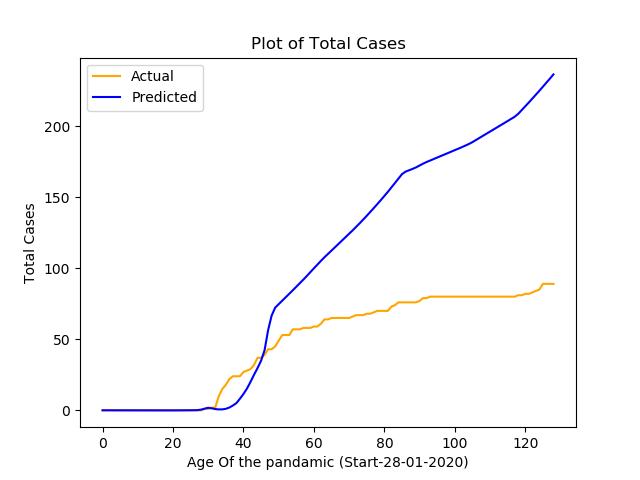 Plot of Total Cases
Actual
Predicted
200
150
100
50
0
Total Cases
0 20 40 60 80 100 120
Age Of the pandamic (Start-28-01-2020)